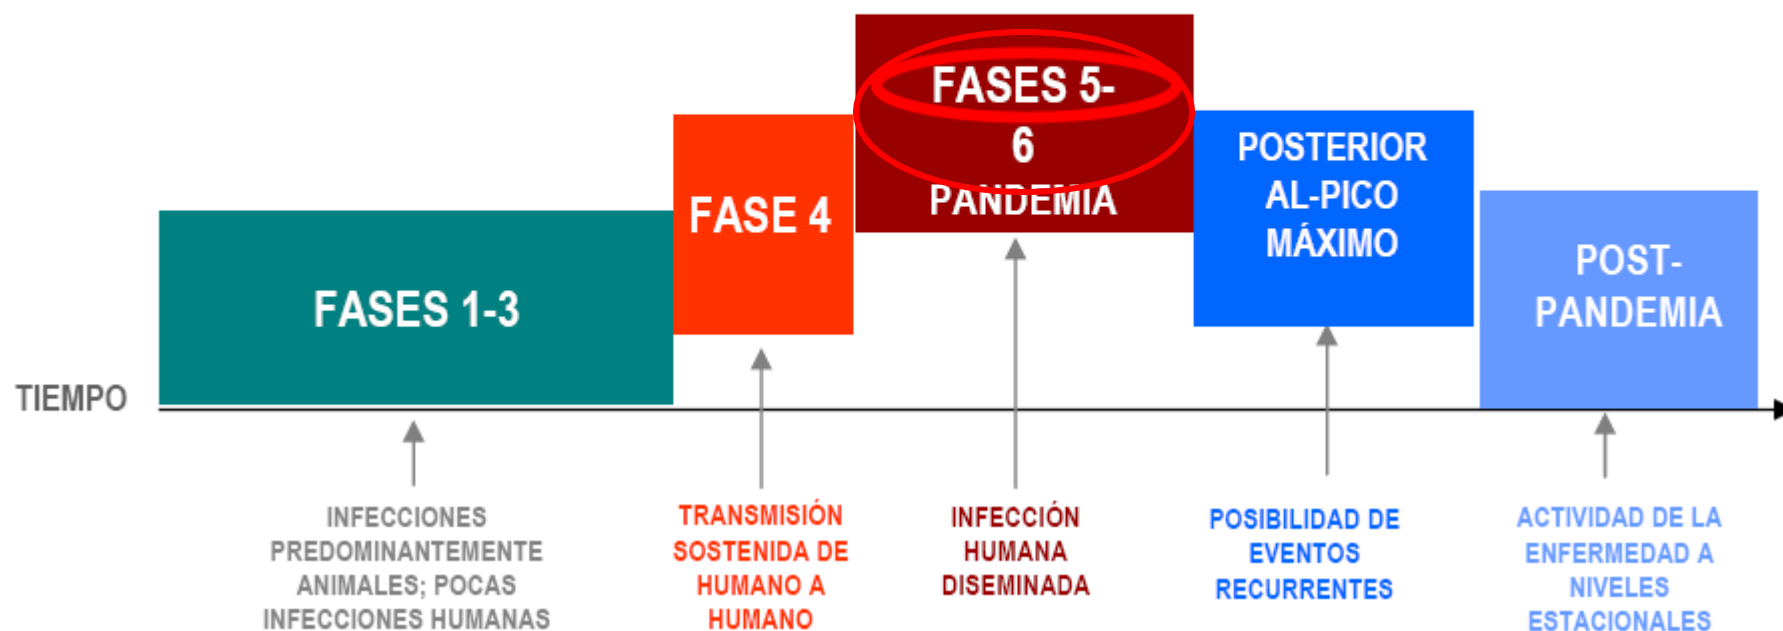 FASES 5-
6
PANDEMIA
POSTERIOR
AL-PICO
MÁXIMO
FASE 4
POST-
PANDEMIA
FASES 1-3
TIEMPO
INFECCIONES
PREDOMINANTEMENTE
ANIMALES; POCAS
INFECCIONES HUMANAS
TRANSMISIÓN
SOSTENIDA DE
HUMANO A
HUMANO
INFECCIÓN
HUMANA
DISEMINADA
POSIBILIDAD DE
EVENTOS
RECURRENTES
ACTIVIDAD DE LA
ENFERMEDAD A
NIVELES
ESTACIONALES